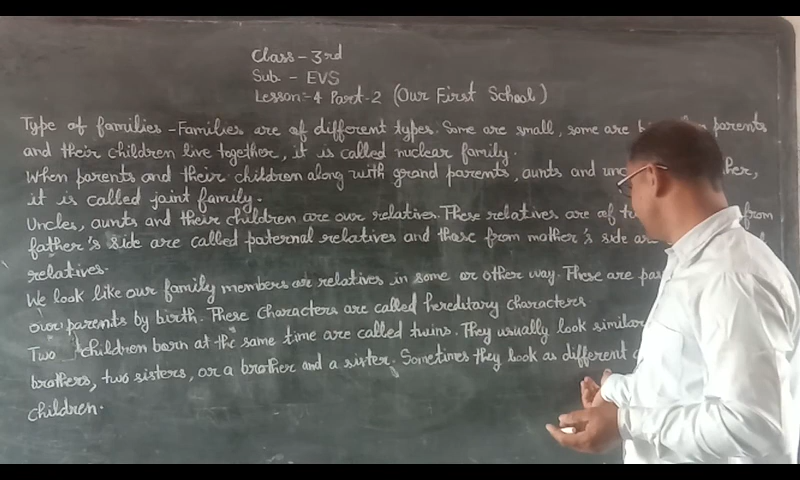 Class - 3rd
Sub - EVS
Lesson :- 4 Part - 2 (Our First School)
Type of families - Families are of different types. Some are small, some are parents
and their children live together, it is called nuclear family.
When parents and their children along with grand parents, aunts and
it is called joint family.
Uncles, aunts and their children are our relatives. These relatives are of from
father's side are called paternal relatives and those from mother's side are
relatives.
We look like our family members or relatives in some or other way. These are
our parents by birth. These characters are called hereditary characters.
Two children born at the same time are called twins. They usually look similar
brothers, two sisters, or a brother and a sister. Sometimes they look as different
children.